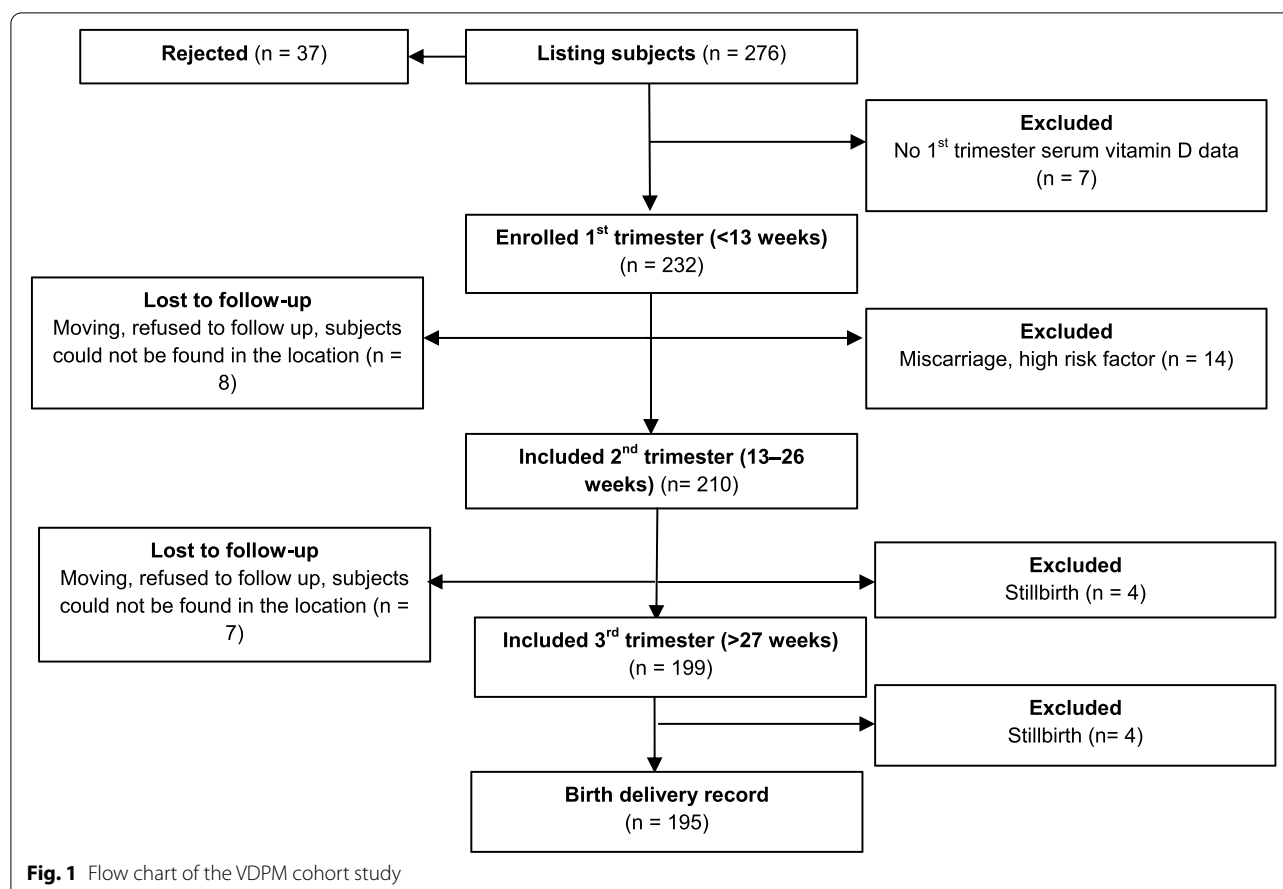 Rejected (n = 37)
Listing subjects (n = 276)
Excluded
No 1st trimester serum vitamin D data
(n = 7)
Enrolled 1st trimester (<13 weeks)
(n = 232)
Lost to follow-up
Moving, refused to follow up, subjects
could not be found in the location (n =
8)
Excluded
Miscarriage, high risk factor (n = 14)
Included 2nd trimester (13–26
weeks) (n= 210)
Lost to follow-up
Moving, refused to follow up, subjects
could not be found in the location (n =
7)
Excluded
Stillbirth (n = 4)
Included 3rd trimester (>27 weeks)
(n = 199)
Excluded
Stillbirth (n= 4)
Birth delivery record
(n = 195)
Fig. 1 Flow chart of the VDPM cohort study